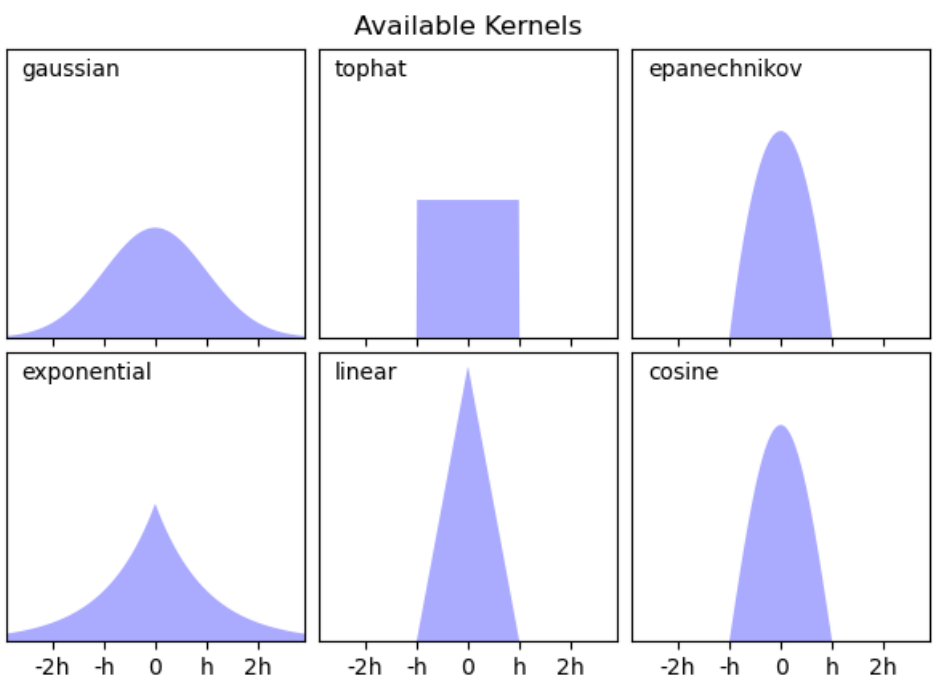 Available Kernels
gaussian
tophat
epanechnikov
exponential
linear
cosine
-2h -h 0 h 2h
-2h -h 0 h 2h
-2h -h 0 h 2h